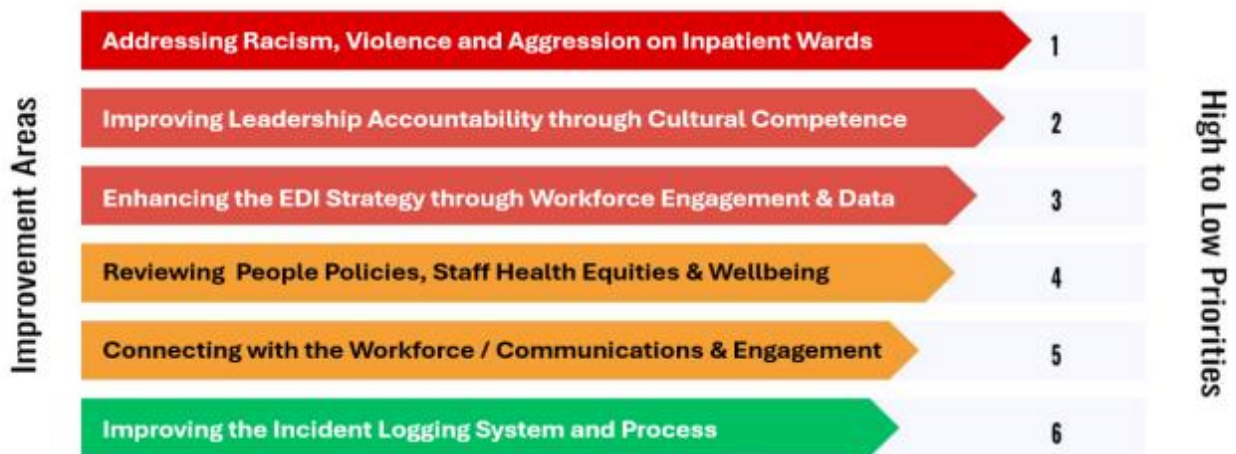 Improvement Areas
Addressing Racism, Violence and Aggression on Inpatient Wards 1
Improving Leadership Accountability through Cultural Competence 2
Enhancing the EDI Strategy through Workforce Engagement & Data 3
Reviewing People Policies, Staff Health Equities & Wellbeing 4
Connecting with the Workforce / Communications & Engagement 5
Improving the Incident Logging System and Process 6
High to Low Priorities